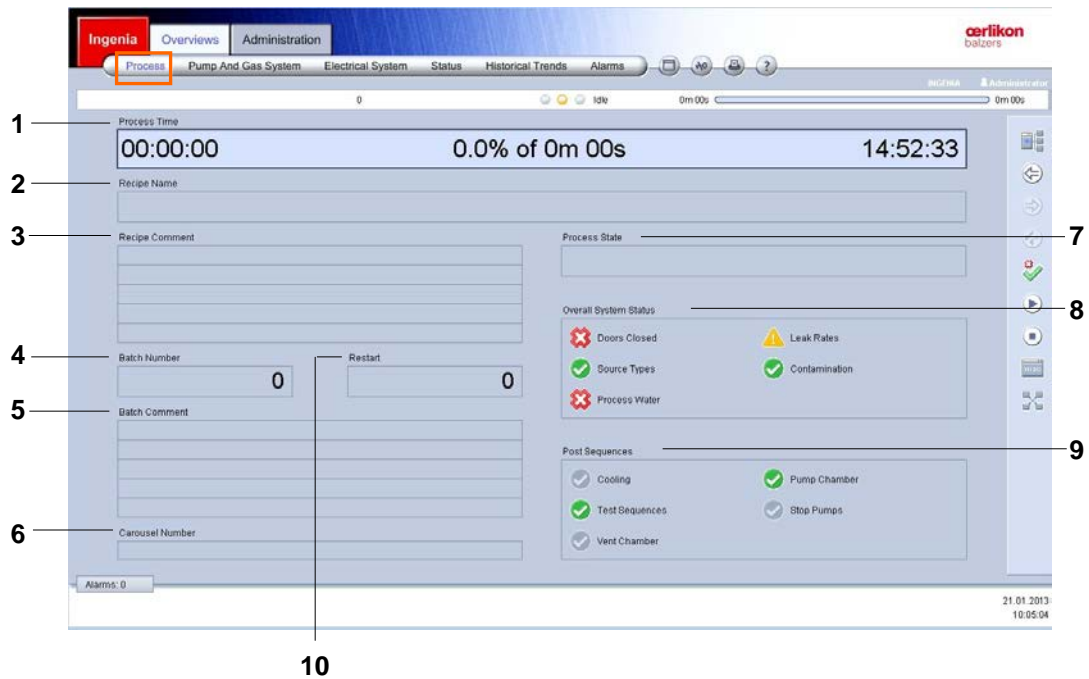 Ingenia Overviews Administration
œrlikon
balzers
Process Pump And Gas System Electrical System Status Historical Trends Alarms ?
INGENIA Administrator
0 Idle 0m 00s 0m 00s
1 Process Time
00:00:00 0.0% of 0m 00s 14:52:33
2 Recipe Name
3 Recipe Comment
Process State 7
Overall System Status 8
Doors Closed Leak Rates
Source Types Contamination
Process Water
4 Batch Number Restart
0 0
5 Batch Comment
Post Sequences 9
Cooling Pump Chamber
Test Sequences Stop Pumps
Vent Chamber
6 Carousel Number
Alarms: 0
21.01.2013
10:05:04
10